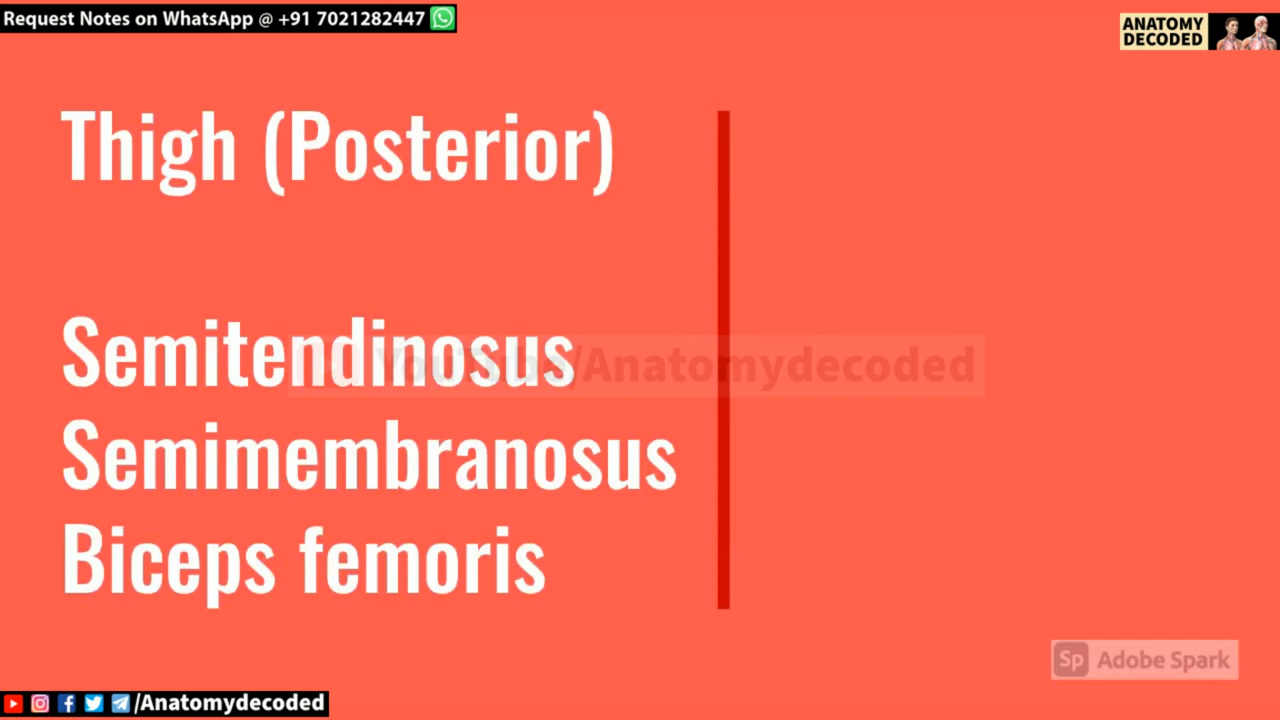 Request Notes on WhatsApp @ +91 7021282447
ANATOMY
DECODED
Thigh (Posterior)
Semitendinosus
YouTube/Anatomydecoded
Semimembranosus
Biceps femoris
Sp Adobe Spark
/Anatomydecoded